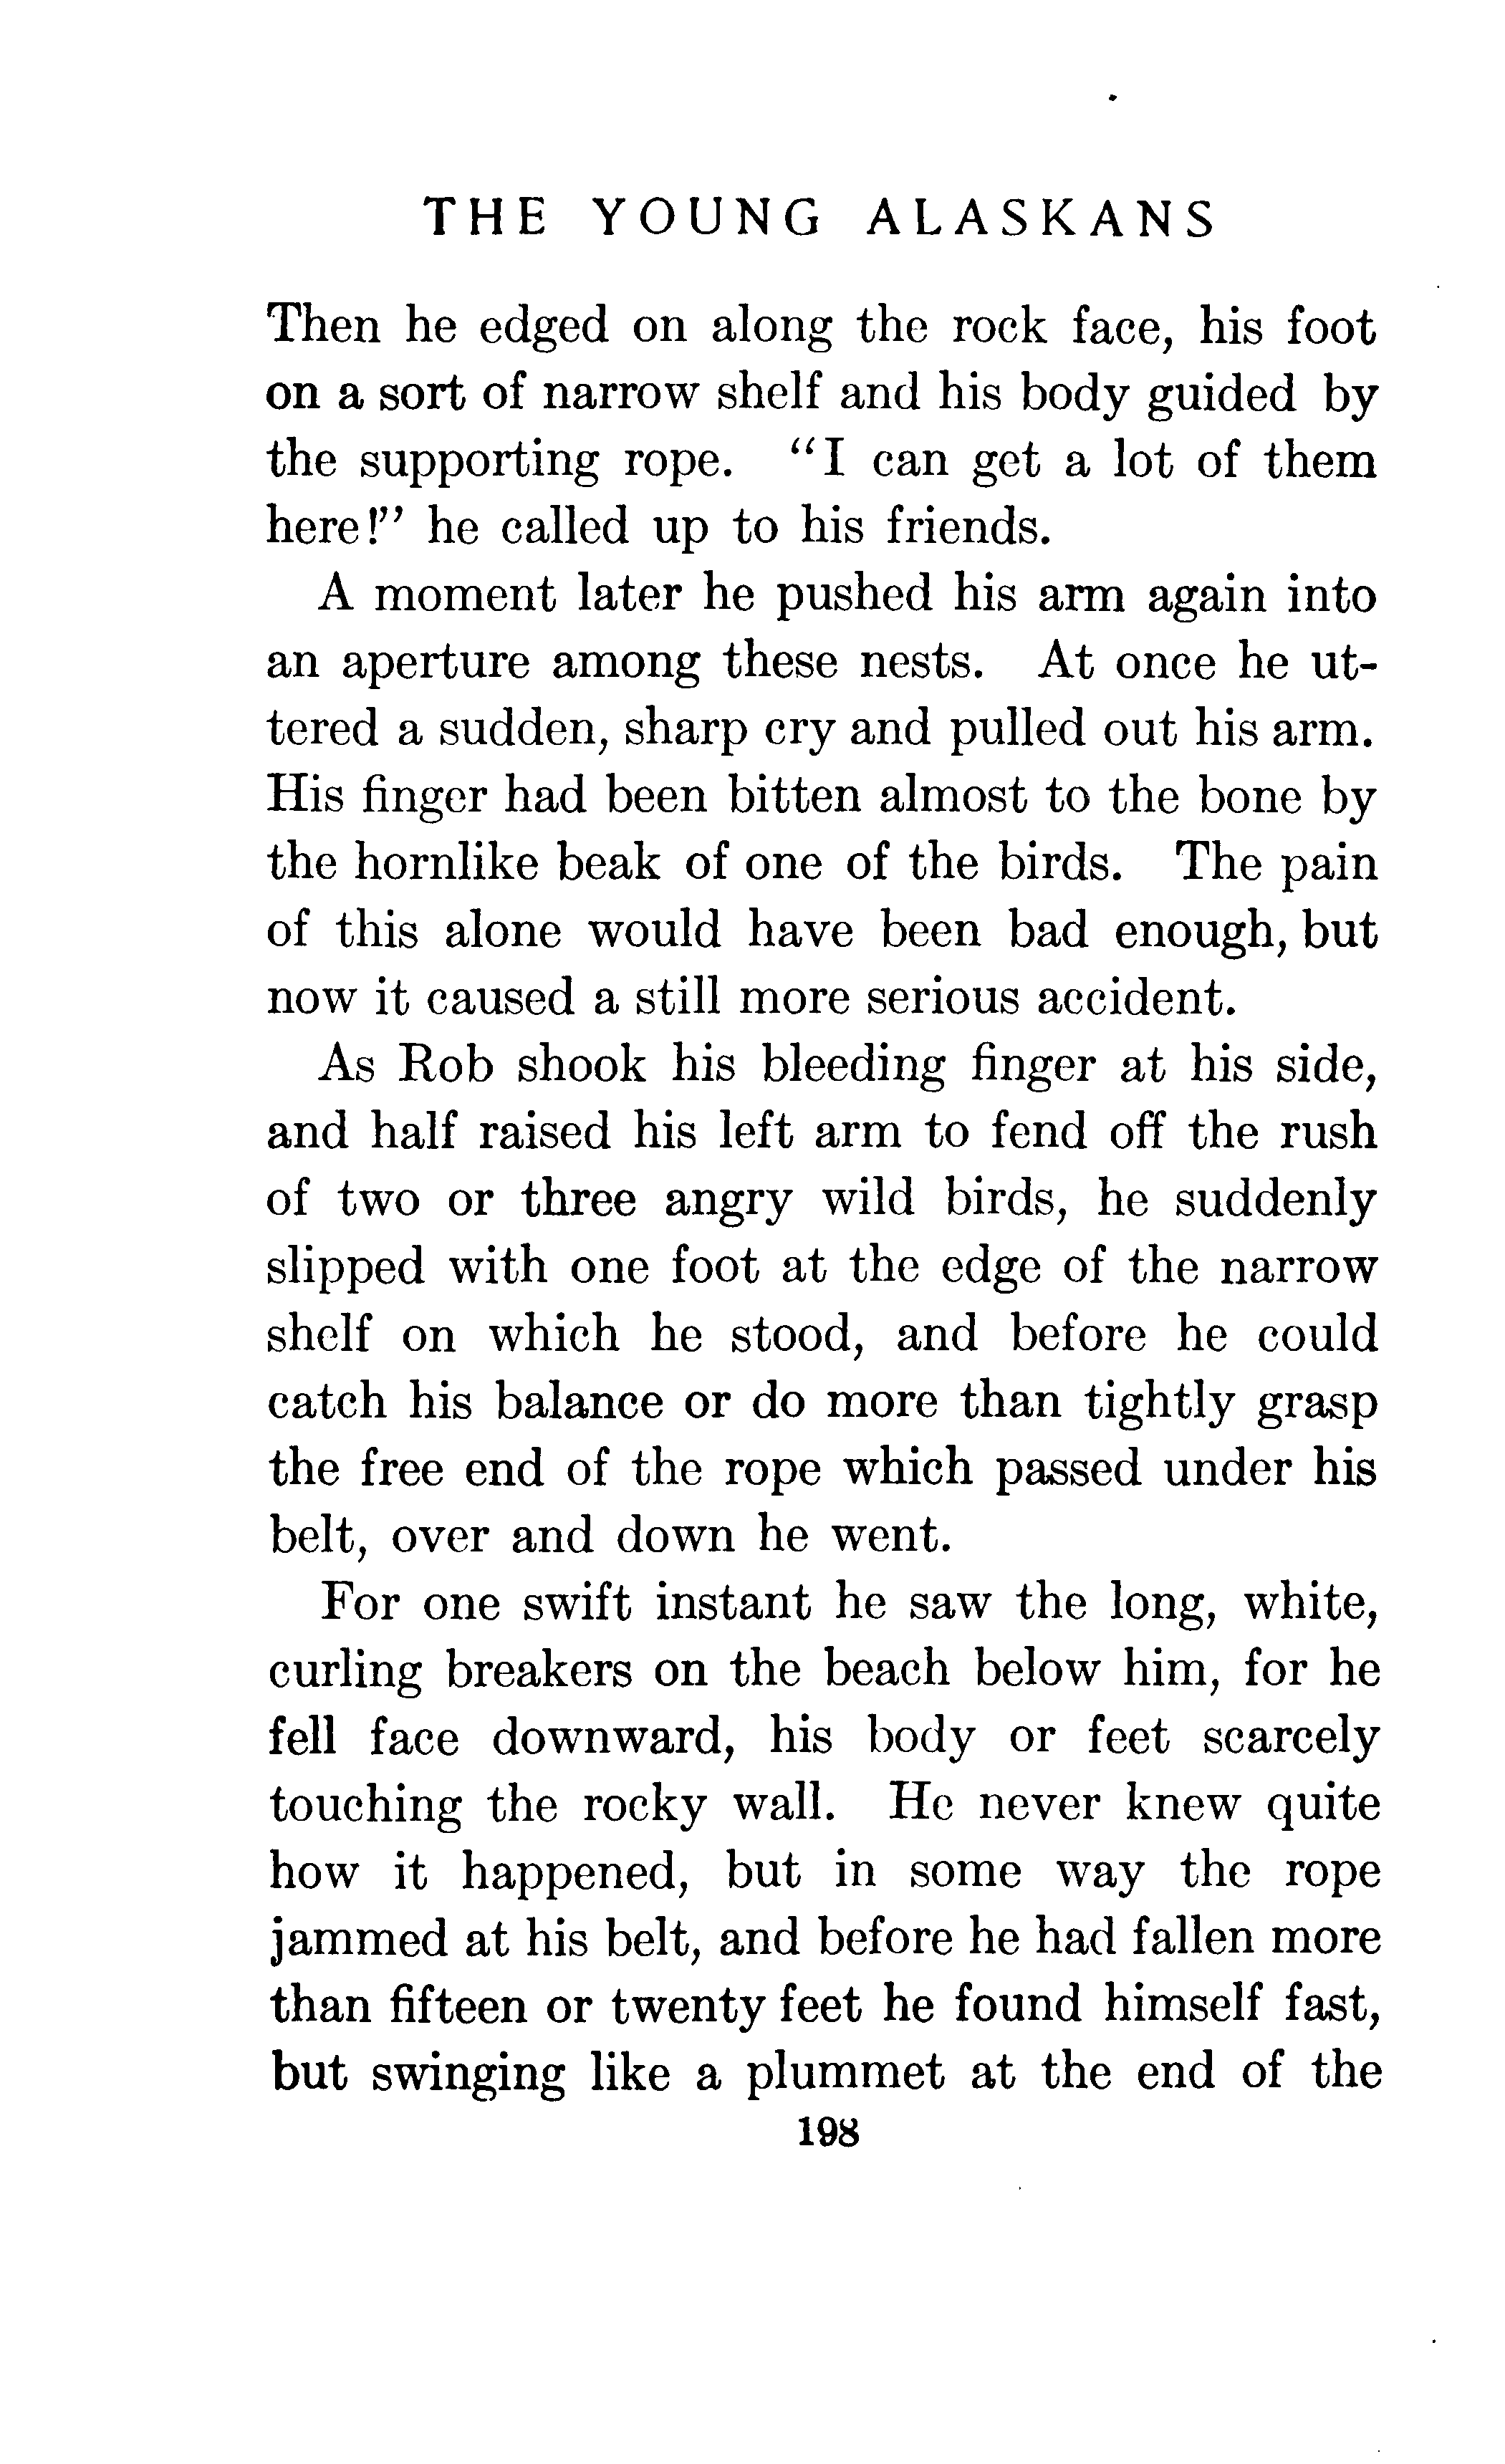 THE YOUNG ALASKANS
Then he edged on along the rock face, his foot
on a sort of narrow shelf and his body guided by
the supporting rope. "I can get a lot of them
here!" he called up to his friends.
A moment later he pushed his arm again into
an aperture among these nests. At once he ut-
tered a sudden, sharp cry and pulled out his arm.
His finger had been bitten almost to the bone by
the hornlike beak of one of the birds. The pain
of this alone would have been bad enough, but
now it caused a still more serious accident.
As Rob shook his bleeding finger at his side,
and half raised his left arm to fend off the rush
of two or three angry wild birds, he suddenly
slipped with one foot at the edge of the narrow
shelf on which he stood, and before he could
catch his balance or do more than tightly grasp
the free end of the rope which passed under his
belt, over and down he went.
For one swift instant he saw the long, white,
curling breakers on the beach below him, for he
fell face downward, his body or feet scarcely
touching the rocky wall. He never knew quite
how it happened, but in some way the rope
jammed at his belt, and before he had fallen more
than fifteen or twenty feet he found himself fast,
but swinging like a plummet at the end of the
198